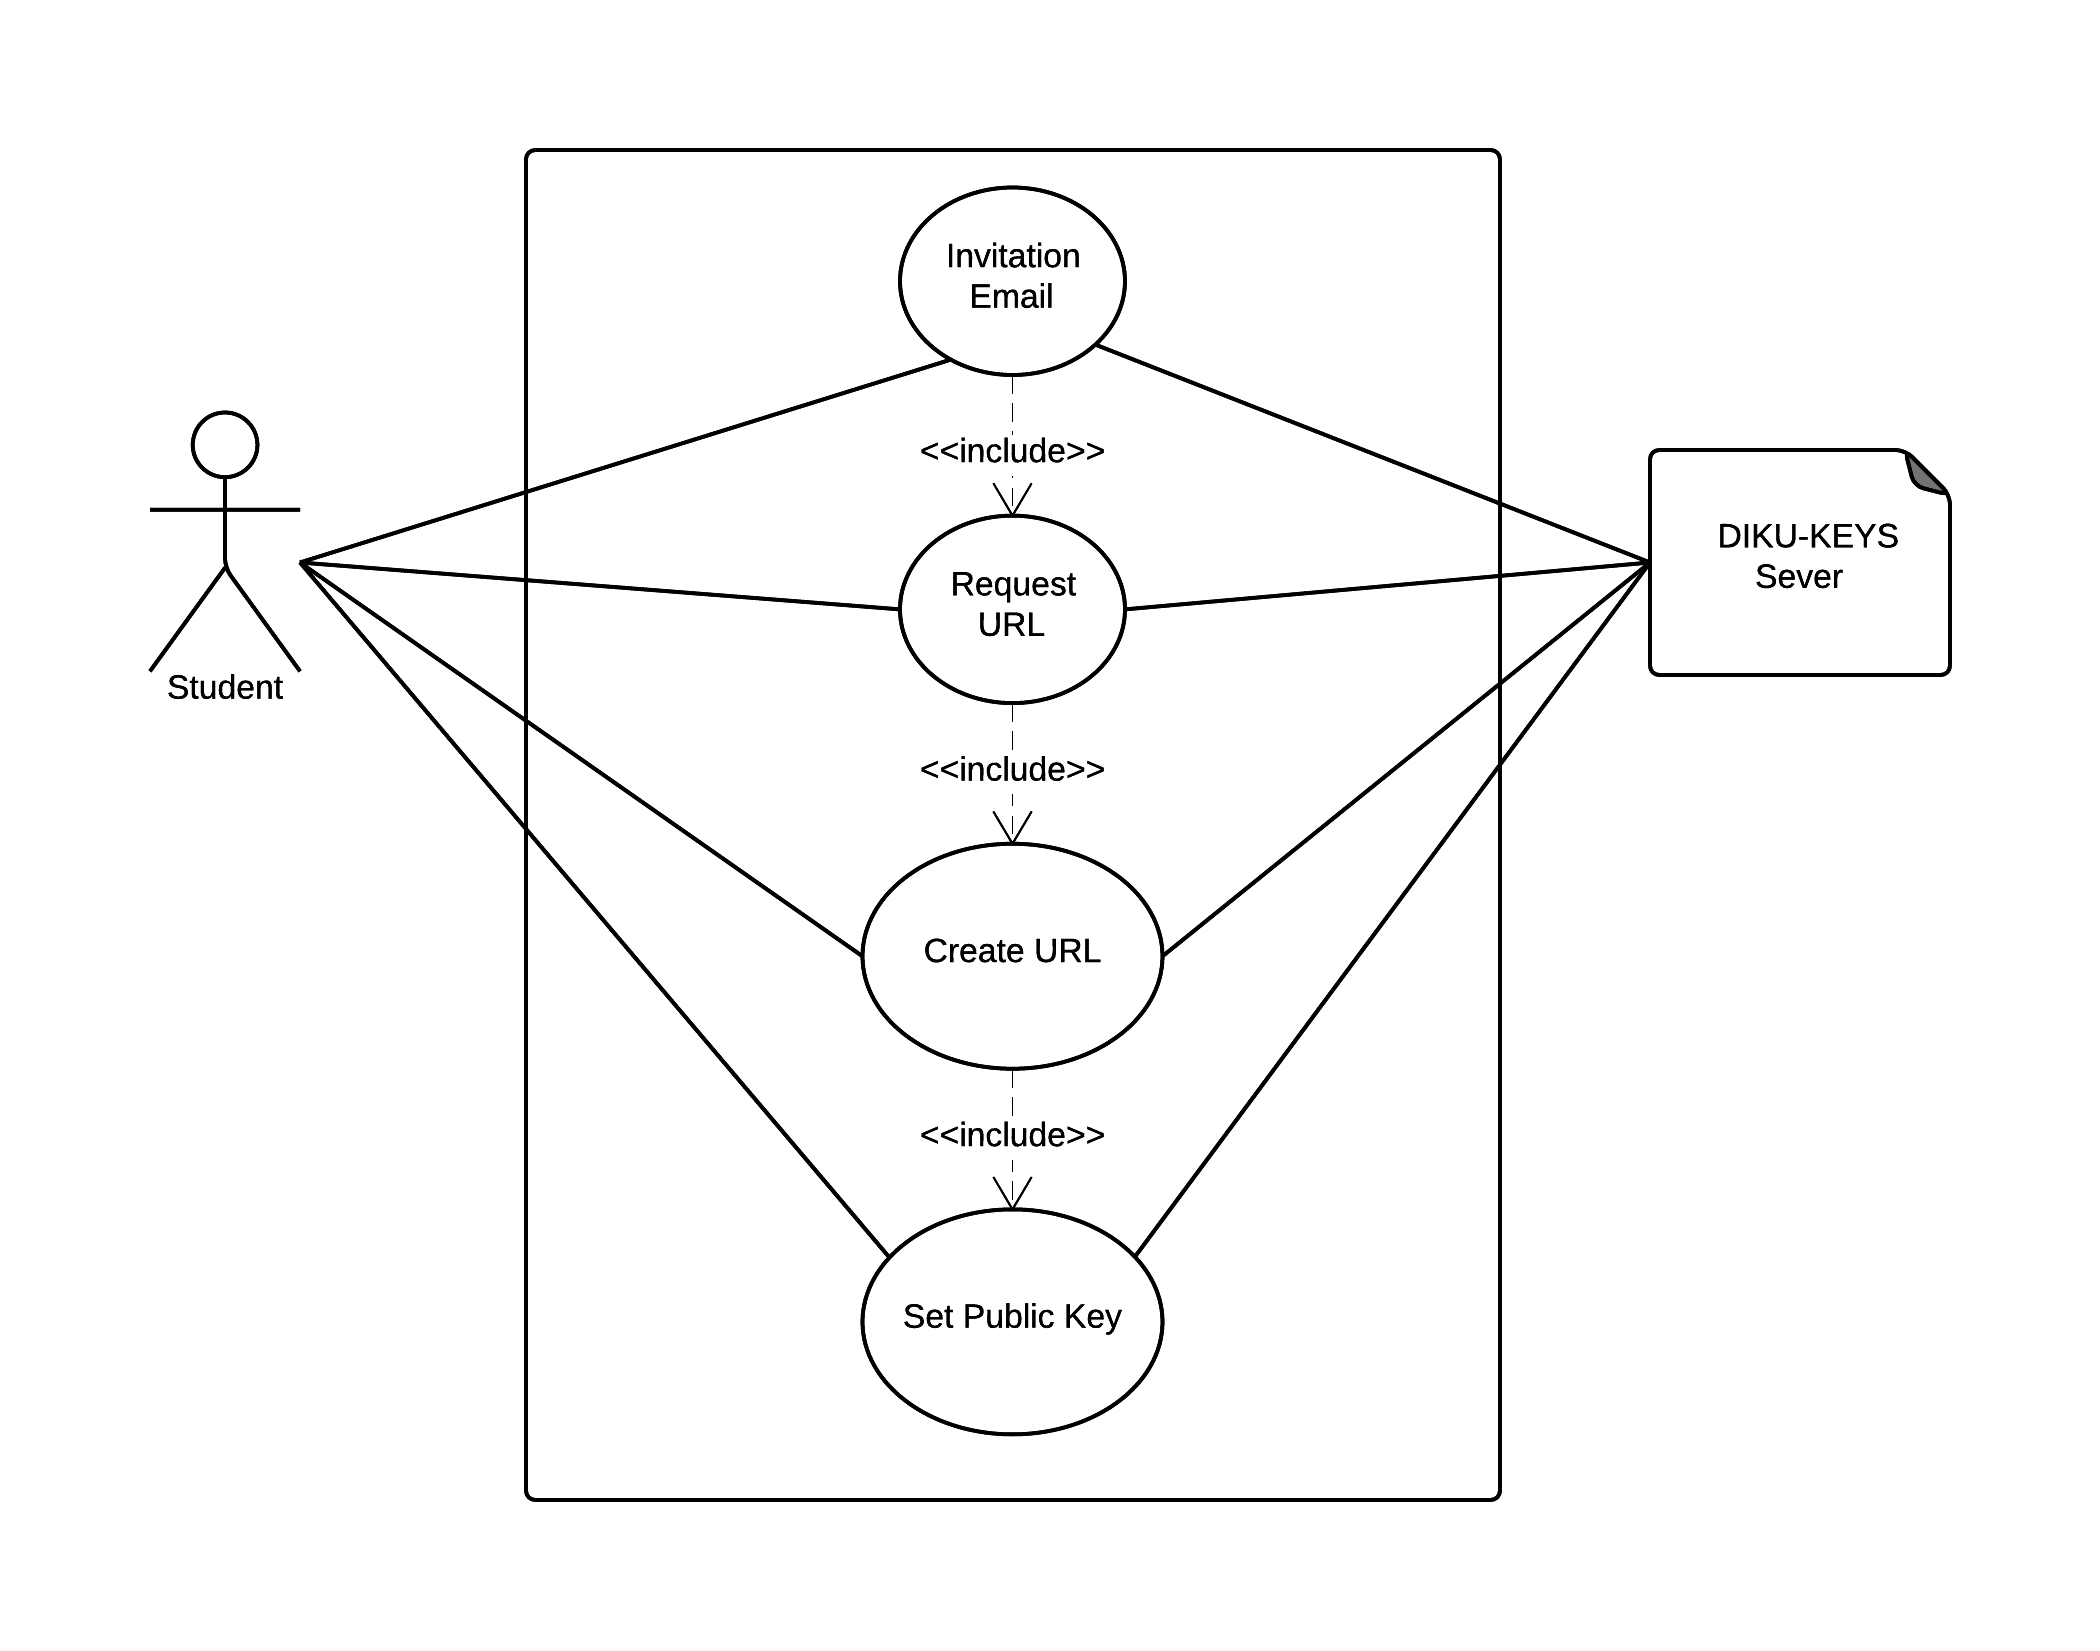 Invitation
Email
<<include>>
Request
URL
<<include>>
Create URL
<<include>>
Set Public Key
Student
DIKU-KEYS
Sever